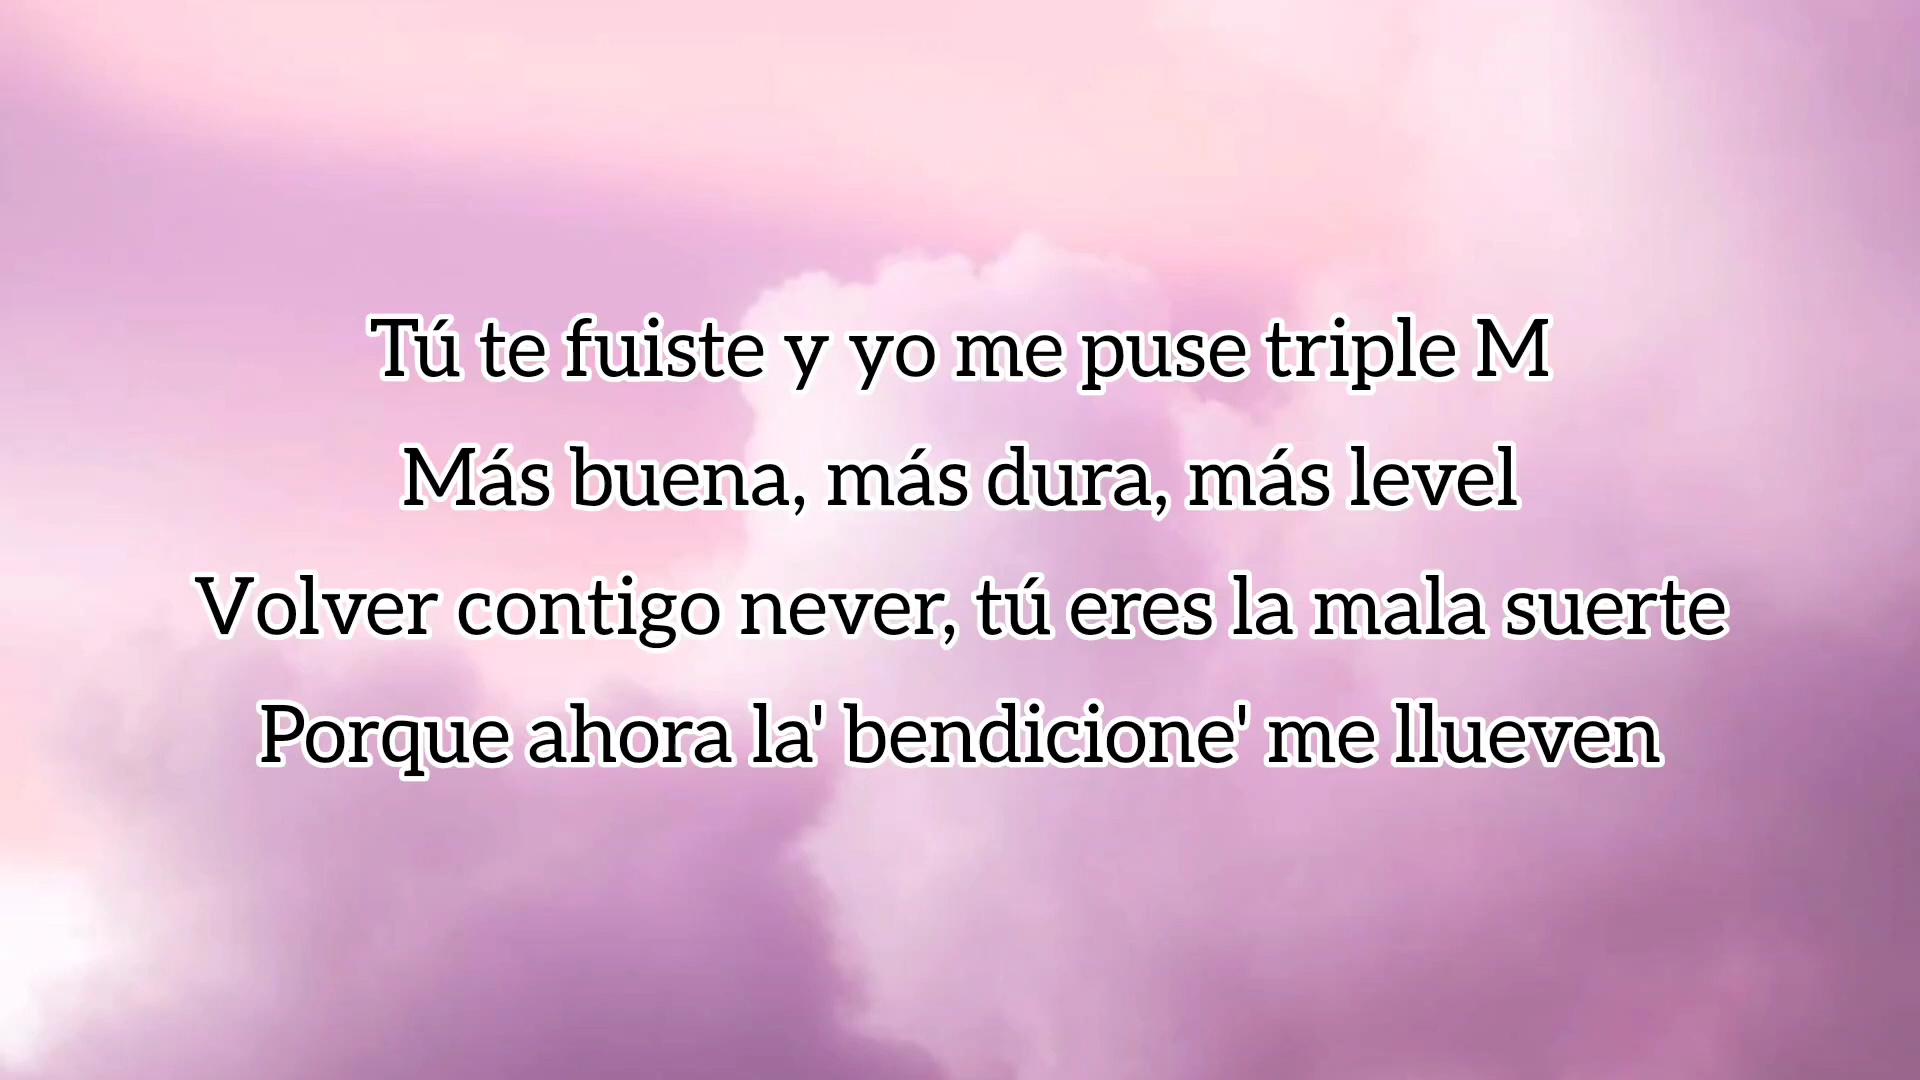 Tú te fuiste y yo me puse triple M
Más buena, más dura, más level
Volver contigo never, tú eres la mala suerte
Porque ahora la' bendicione' me llueven